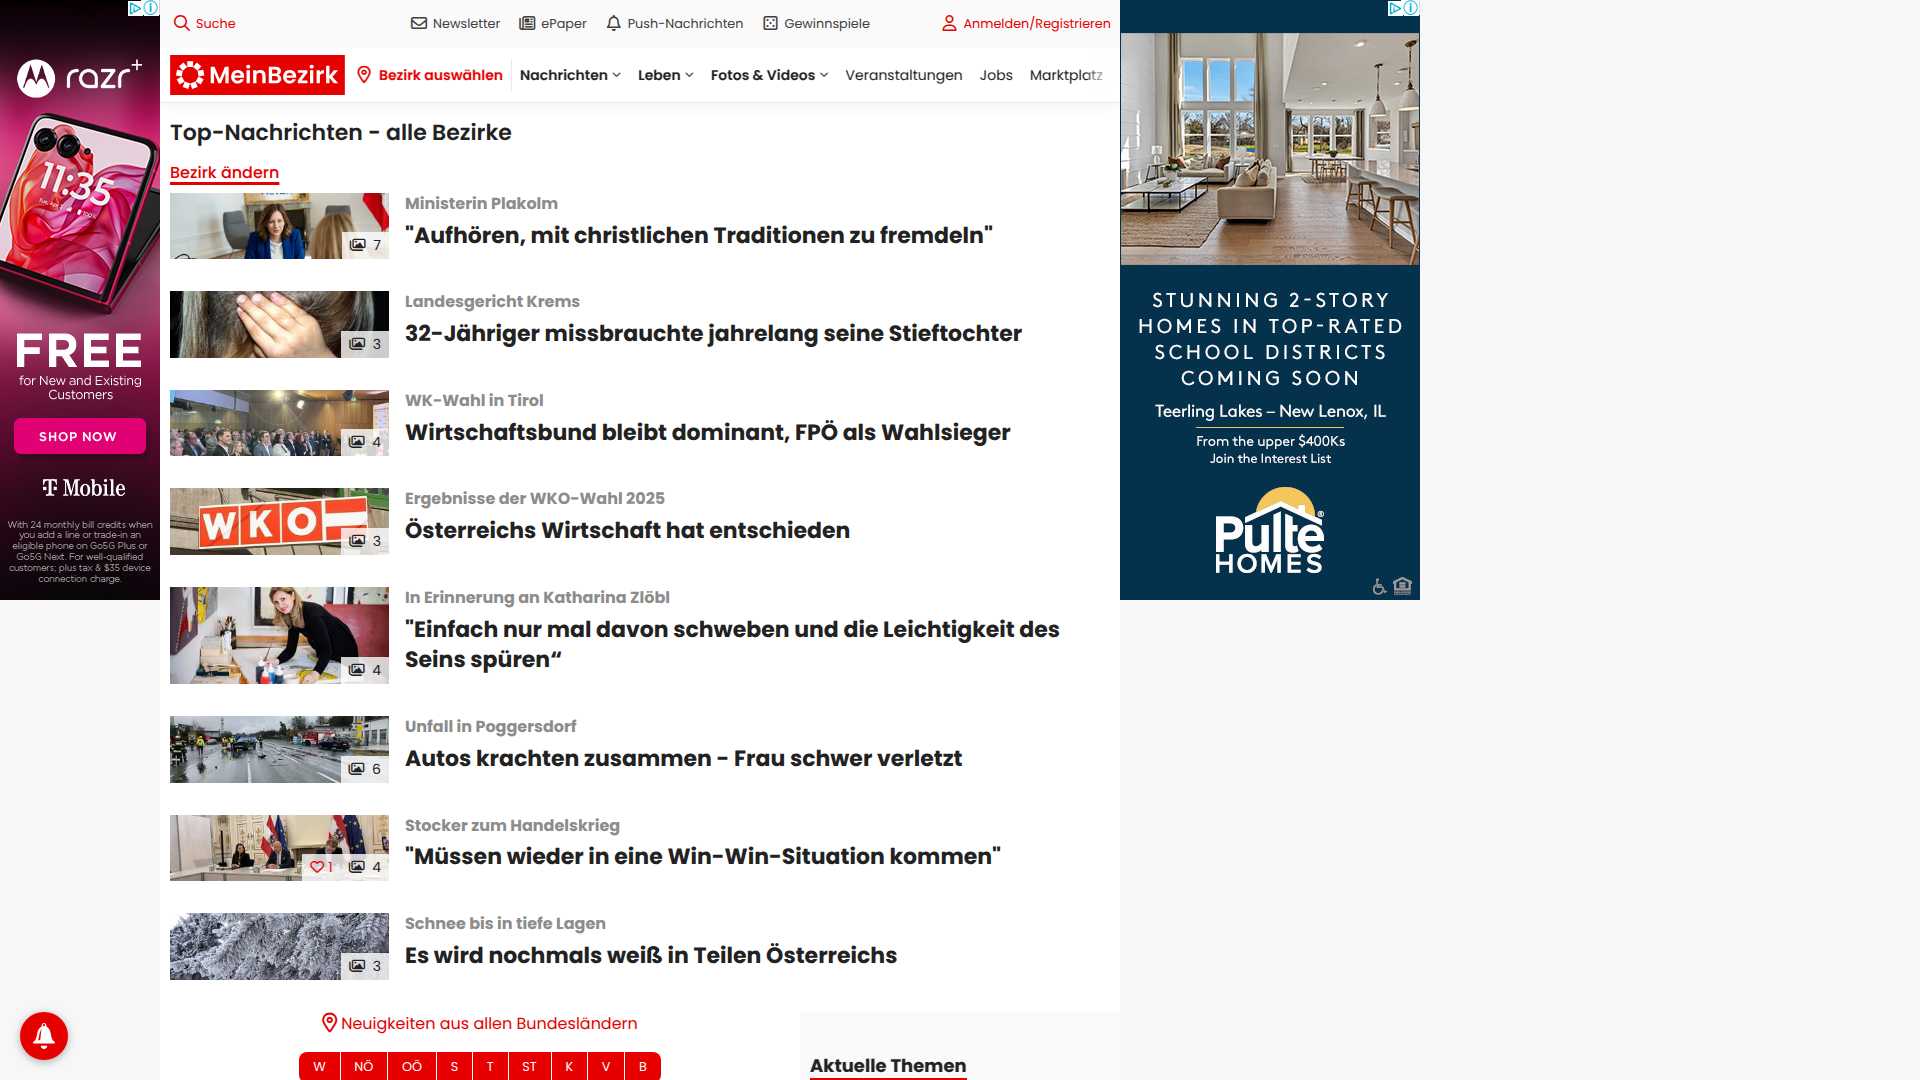 Suche
Newsletter
ePaper
Push-Nachrichten
Gewinnspiele
Anmelden/Registrieren
MeinBezirk
Bezirk auswählen
Nachrichten
Leben
Fotos & Videos
Veranstaltungen
Jobs
Marktplatz
Top-Nachrichten - alle Bezirke
Bezirk ändern
7
Ministerin Plakolm
"Aufhören, mit christlichen Traditionen zu fremdeln"
3
Landesgericht Krems
32-Jähriger missbrauchte jahrelang seine Stieftochter
4
WK-Wahl in Tirol
Wirtschaftsbund bleibt dominant, FPÖ als Wahlsieger
WKO
3
Ergebnisse der WKO-Wahl 2025
Österreichs Wirtschaft hat entschieden
4
In Erinnerung an Katharina Zlöbl
"Einfach nur mal davon schweben und die Leichtigkeit des
Seins spüren“
6
Unfall in Poggersdorf
Autos krachten zusammen - Frau schwer verletzt
1
4
Stocker zum Handelskrieg
"Müssen wieder in eine Win-Win-Situation kommen"
3
Schnee bis in tiefe Lagen
Es wird nochmals weiß in Teilen Österreichs
Neuigkeiten aus allen Bundesländern
W
NÖ
OÖ
S
T
ST
K
V
B
Aktuelle Themen
razr+
11:35
FREE
for New and Existing
Customers
SHOP NOW
T Mobile
With 24 monthly bill credits when
you add a line or trade-in an
eligible phone on Go5G Plus or
Go5G Next. For well-qualified
customers; plus tax & $35 device
connection charge.
STUNNING 2-STORY
HOMES IN TOP-RATED
SCHOOL DISTRICTS
COMING SOON
Teerling Lakes – New Lenox, IL
From the upper $400Ks
Join the Interest List
Pulte®
HOMES